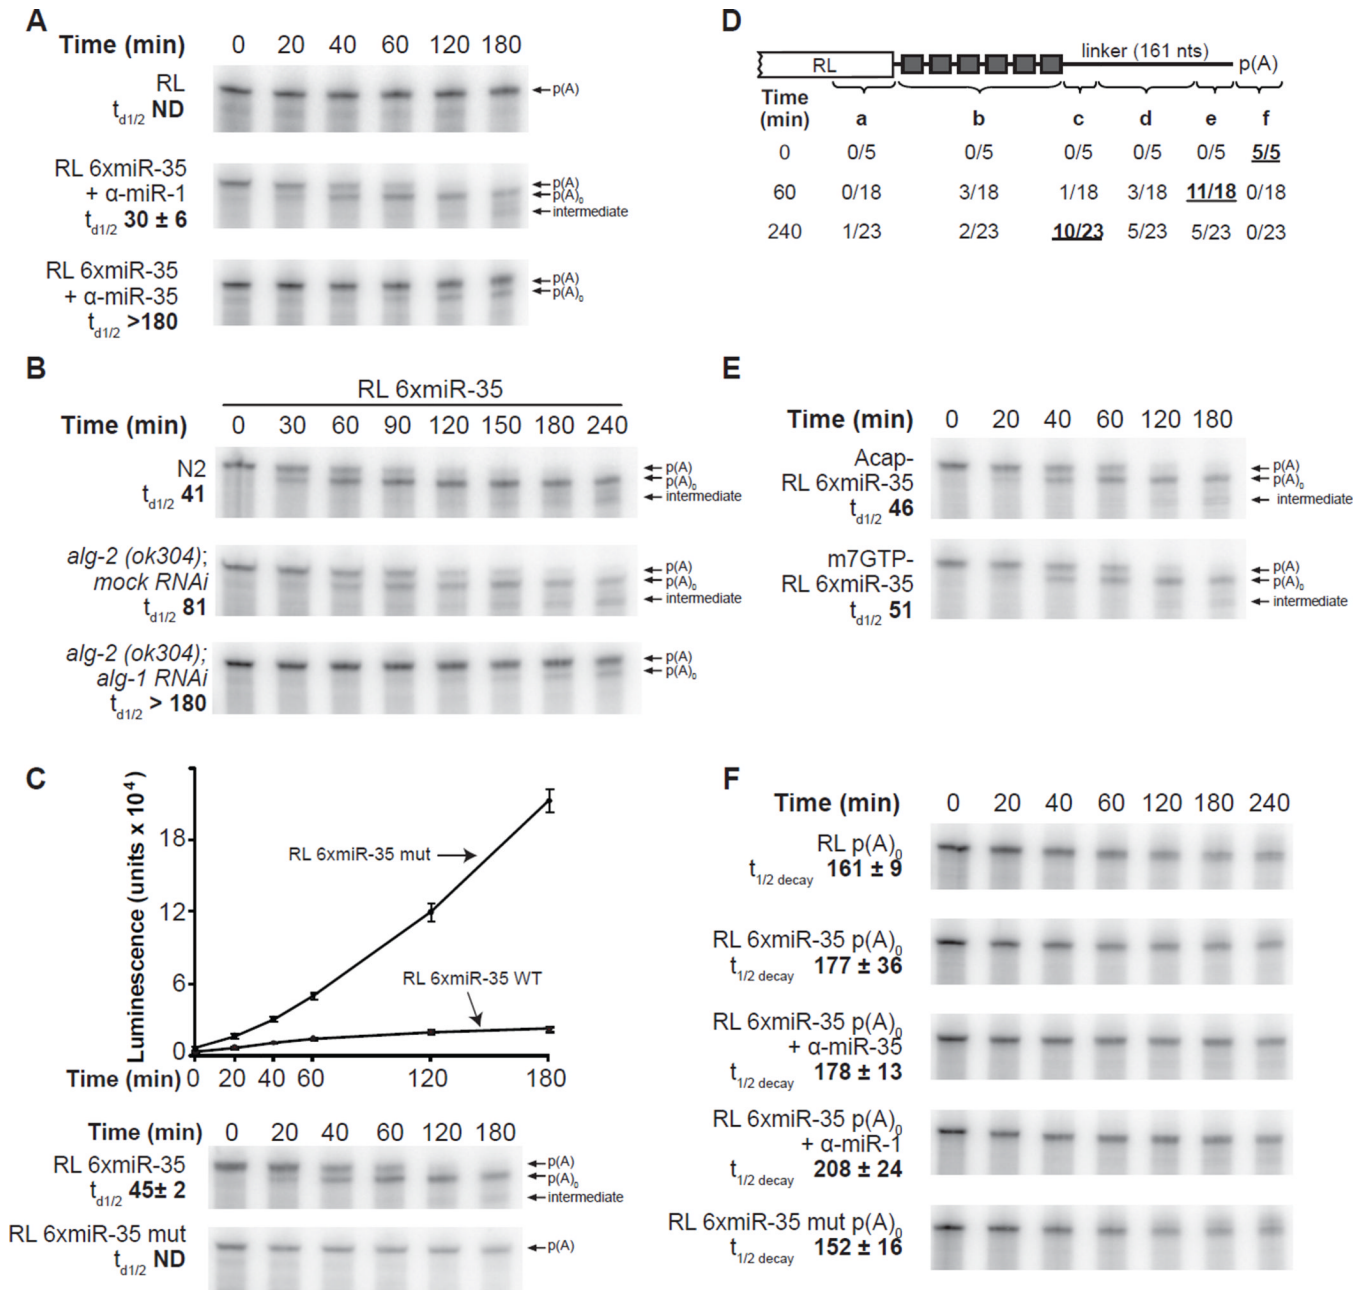 A
Time (min) 0 20 40 60 120 180
RL
td1/2 ND
p(A)
RL 6xmiR-35
+ α-miR-1
td1/2 30 ± 6
p(A)
p(A)0
intermediate
RL 6xmiR-35
+ α-miR-35
td1/2 >180
p(A)
p(A)0
B
RL 6xmiR-35
Time (min) 0 30 60 90 120 150 180 240
N2
td1/2 41
p(A)
p(A)0
intermediate
alg-2 (ok304);
mock RNAi
td1/2 81
p(A)
p(A)0
intermediate
alg-2 (ok304);
alg-1 RNAi
td1/2 > 180
p(A)
p(A)0
C
Luminescence (units x 10^4)
18
12
6
0
RL 6xmiR-35 mut
RL 6xmiR-35 WT
Time (min) 0 20 40 60 120 180
Time (min) 0 20 40 60 120 180
RL 6xmiR-35
td1/2 45± 2
p(A)
p(A)0
intermediate
RL 6xmiR-35 mut
td1/2 ND
p(A)
D
linker (161 nts)
RL p(A)
Time
(min) a b c d e f
0 0/5 0/5 0/5 0/5 0/5 5/5
60 0/18 3/18 1/18 3/18 11/18 0/18
240 1/23 2/23 10/23 5/23 5/23 0/23
E
Time (min) 0 20 40 60 120 180
Acap-
RL 6xmiR-35
td1/2 46
p(A)
p(A)0
intermediate
m7GTP-
RL 6xmiR-35
td1/2 51
p(A)
p(A)0
intermediate
F
Time (min) 0 20 40 60 120 180 240
RL p(A)0
t1/2 decay 161 ± 9
RL 6xmiR-35 p(A)0
t1/2 decay 177 ± 36
RL 6xmiR-35 p(A)0
+ α-miR-35
t1/2 decay 178 ± 13
RL 6xmiR-35 p(A)0
+ α-miR-1
t1/2 decay 208 ± 24
RL 6xmiR-35 mut p(A)0
t1/2 decay 152 ± 16